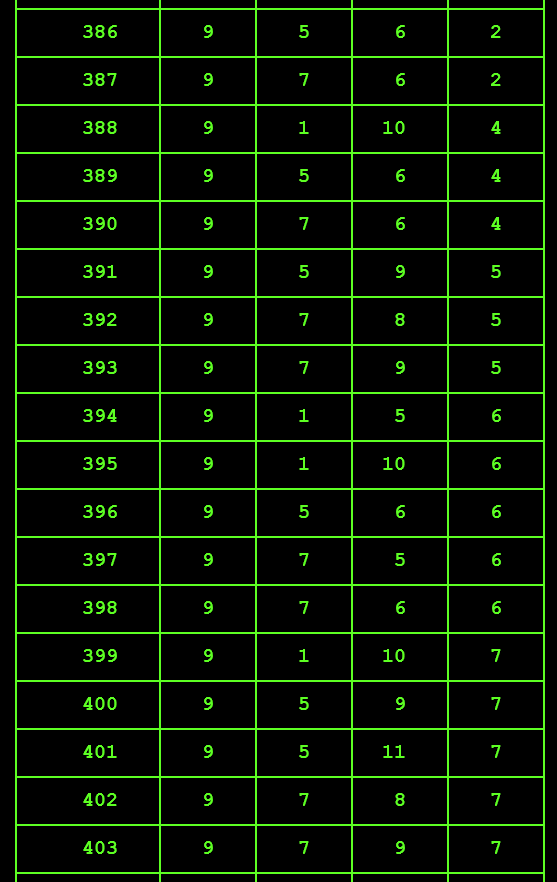 386 9 5 6 2
387 9 7 6 2
388 9 1 10 4
389 9 5 6 4
390 9 7 6 4
391 9 5 9 5
392 9 7 8 5
393 9 7 9 5
394 9 1 5 6
395 9 1 10 6
396 9 5 6 6
397 9 7 5 6
398 9 7 6 6
399 9 1 10 7
400 9 5 9 7
401 9 5 11 7
402 9 7 8 7
403 9 7 9 7